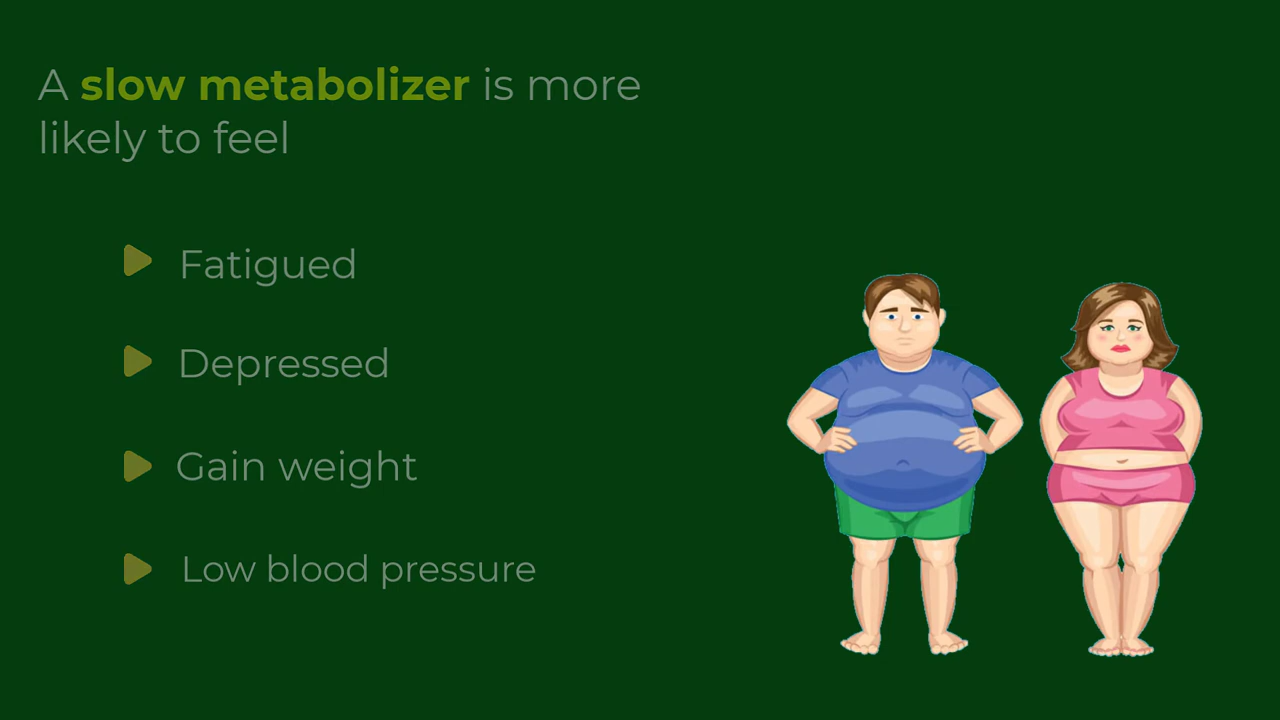 A slow metabolizer is more
likely to feel
Fatigued
Depressed
Gain weight
Low blood pressure